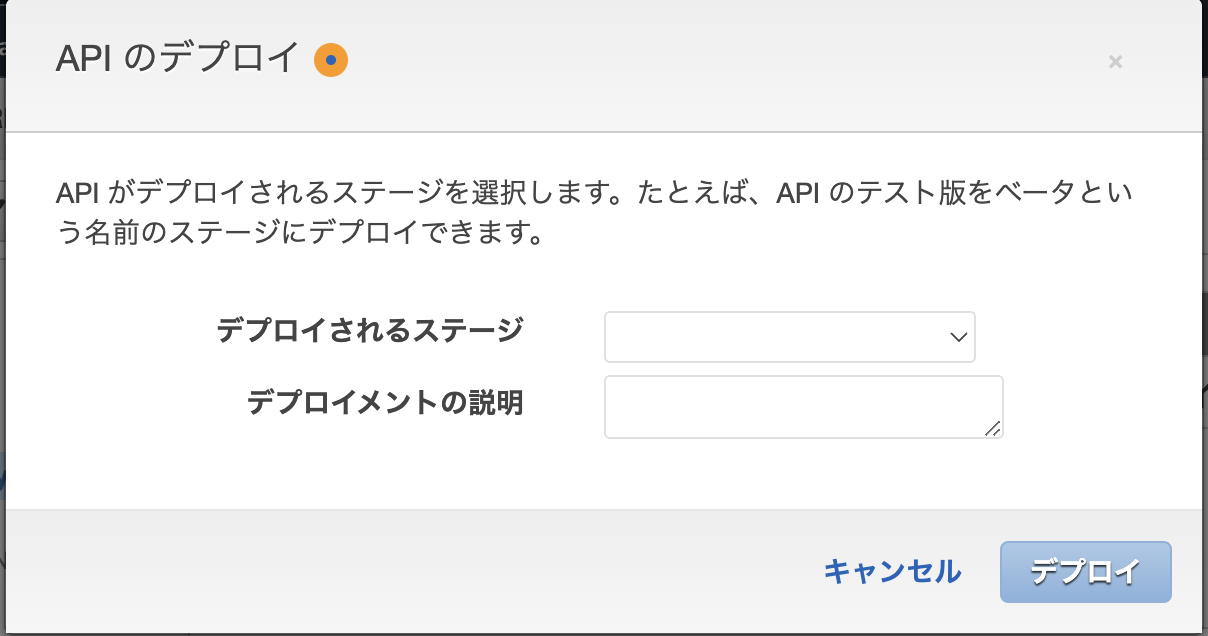 API のデプロイ
×
API がデプロイされるステージを選択します。たとえば、API のテスト版をベータとい
う名前のステージにデプロイできます。
デプロイされるステージ
デプロイメントの説明
キャンセル
デプロイ